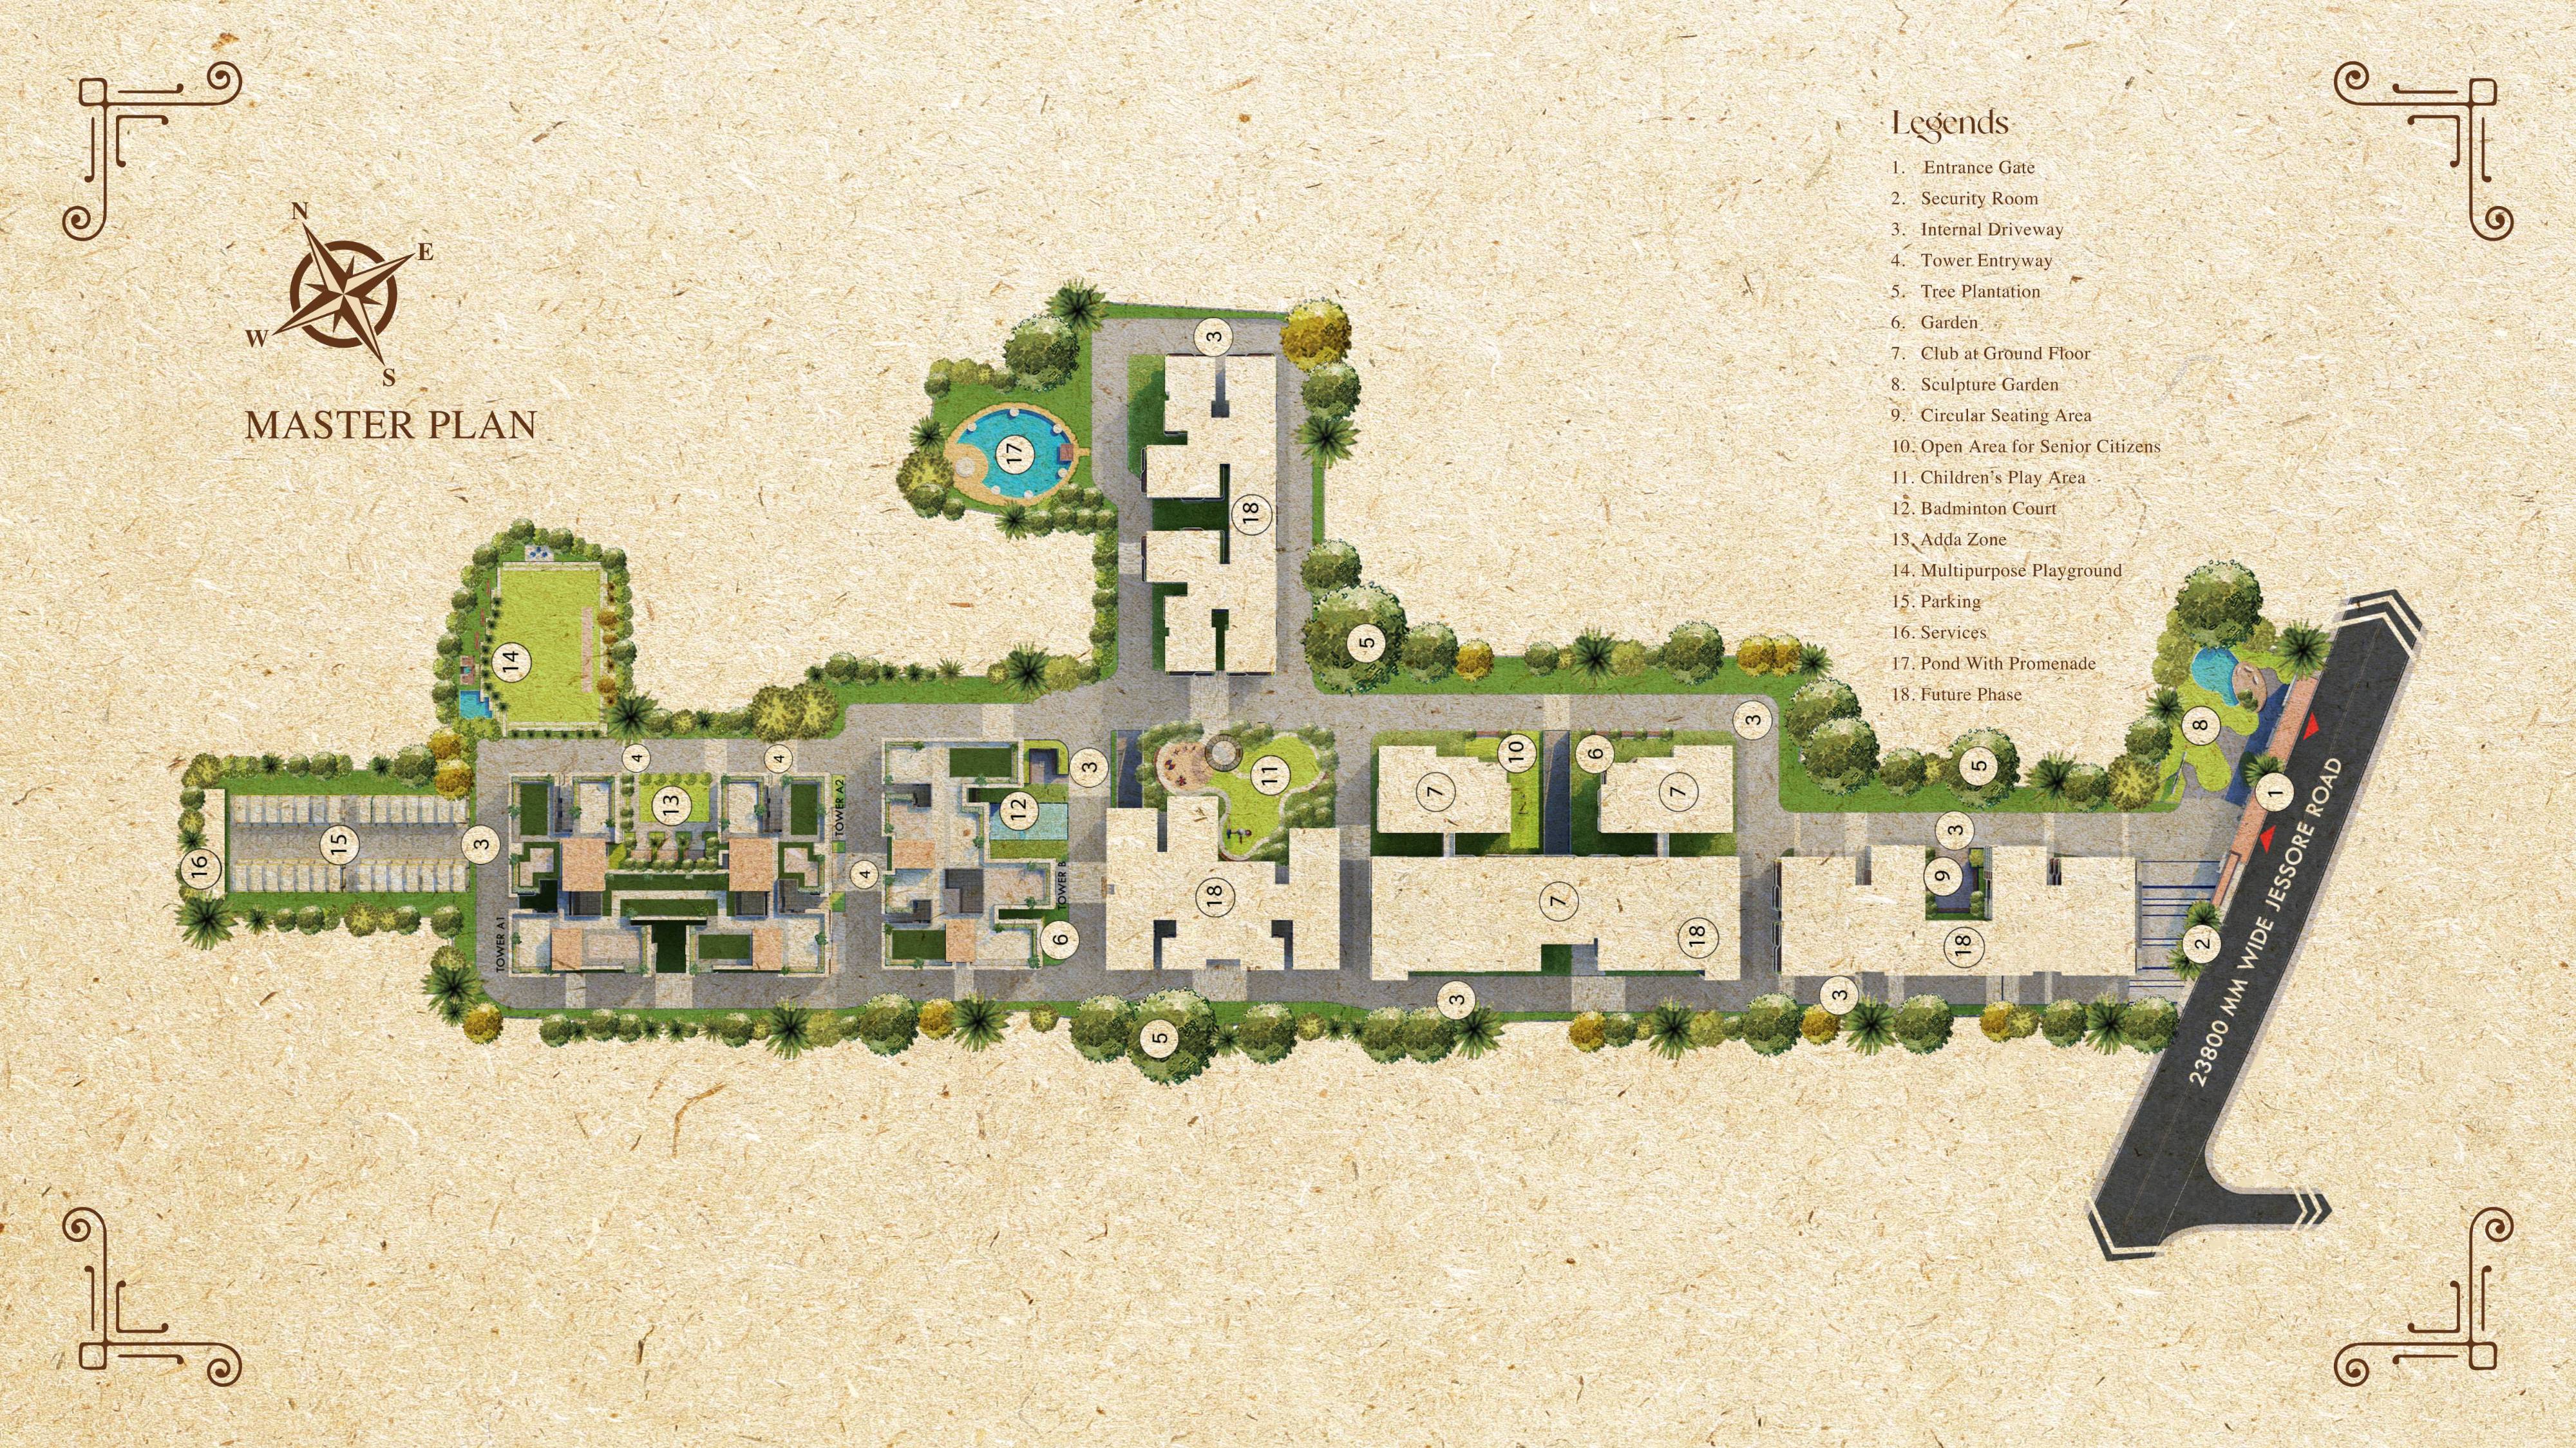 Legends
1. Entrance Gate
2. Security Room
3. Internal Driveway
4. Tower Entryway
5. Tree Plantation
6. Garden
7. Club at Ground Floor
8. Sculpture Garden
9. Circular Seating Area
10. Open Area for Senior Citizens
11. Children's Play Area
12. Badminton Court
13. Adda Zone
14. Multipurpose Playground
15. Parking
16. Services
17. Pond With Promenade
18. Future Phase
N
E
W
S
MASTER PLAN
3
17
18
5
14
3
8
10
6
4
4
3
11
5
1
7
7
13
12
TOWER A2
3
15
3
16
4
9
TOWER B
18
7
TOWER A1
6
18
18
2
3
3
5
23800 MM WIDE JESSORE ROAD